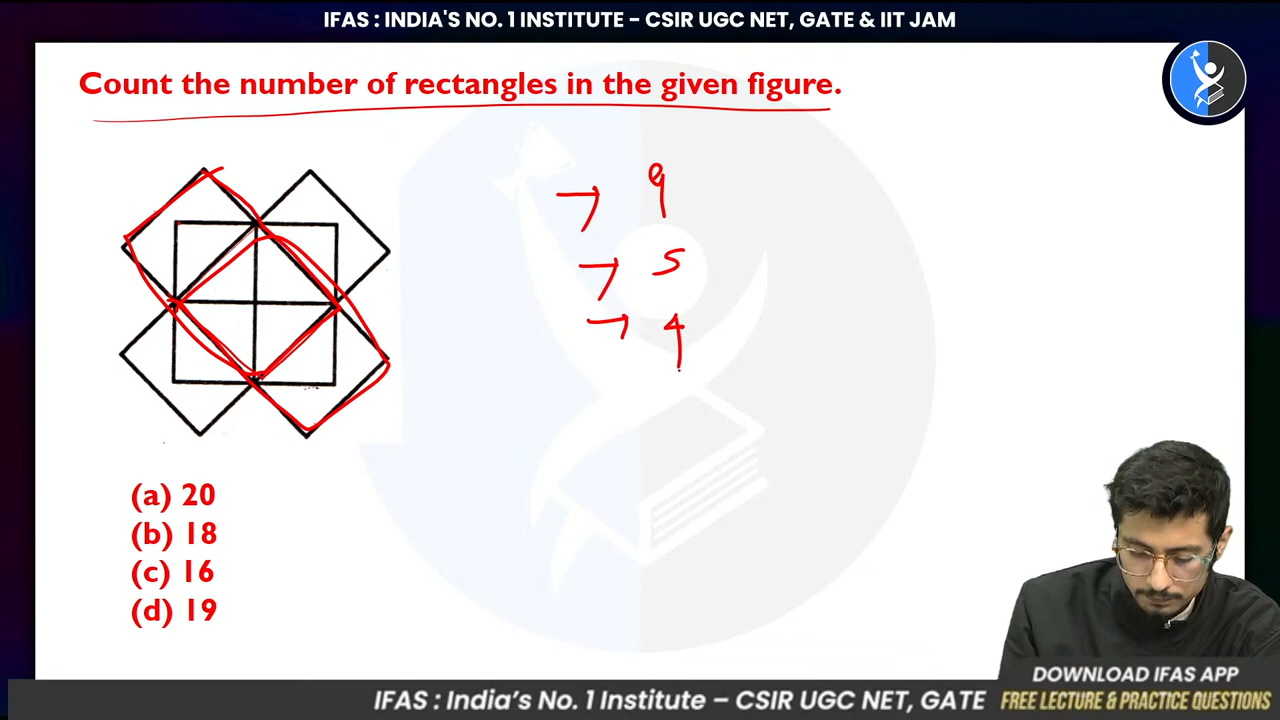 IFAS : INDIA'S NO. 1 INSTITUTE – CSIR UGC NET, GATE & IIT JAM
Count the number of rectangles in the given figure.
→ 9
→ 5
→ 4
(a) 20
(b) 18
(c) 16
(d) 19
DOWNLOAD IFAS APP
IFAS : India's No. 1 Institute – CSIR UGC NET, GATE
FREE LECTURE & PRACTICE QUESTIONS